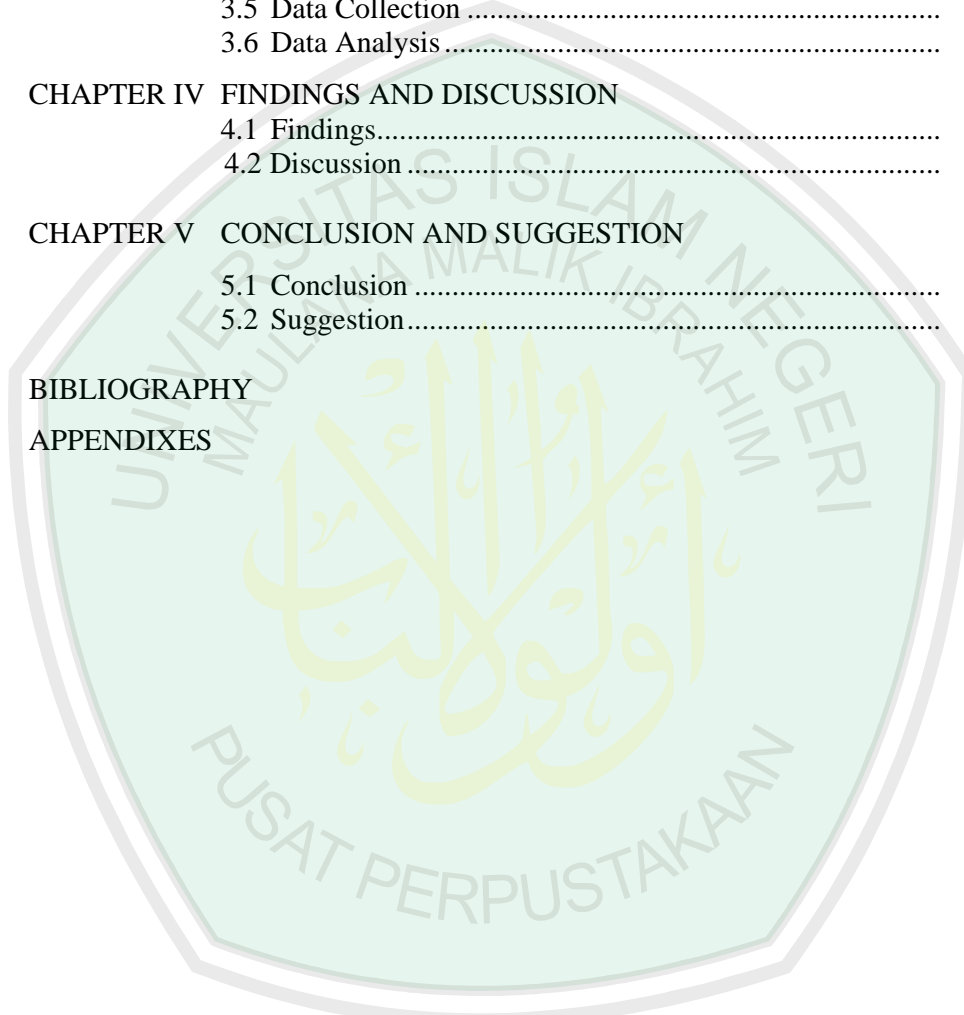 3.5 Data Collection ...............................................................
3.6 Data Analysis ..................................................................
CHAPTER IV FINDINGS AND DISCUSSION
4.1 Findings...........................................................................
4.2 Discussion .......................................................................
CHAPTER V CONCLUSION AND SUGGESTION
5.1 Conclusion ......................................................................
5.2 Suggestion.......................................................................
BIBLIOGRAPHY
APPENDIXES
UNIVERSITAS ISLAM NEGERI
MAULANA MALIK IBRAHIM
أولوا الألباب
PUSAT PERPUSTAKAAN